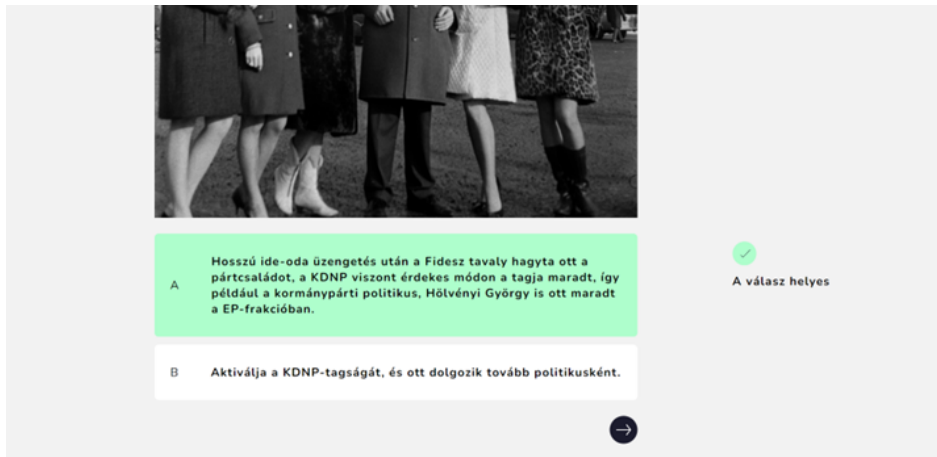 A
Hosszú ide-oda üzengetés után a Fidesz tavaly hagyta ott a
pártcsaládot, a KDNP viszont érdekes módon a tagja maradt, így
például a kormánypárti politikus, Hölvényi György is ott maradt
a EP-frakcióban.
A válasz helyes
B
Aktiválja a KDNP-tagságát, és ott dolgozik tovább politikusként.